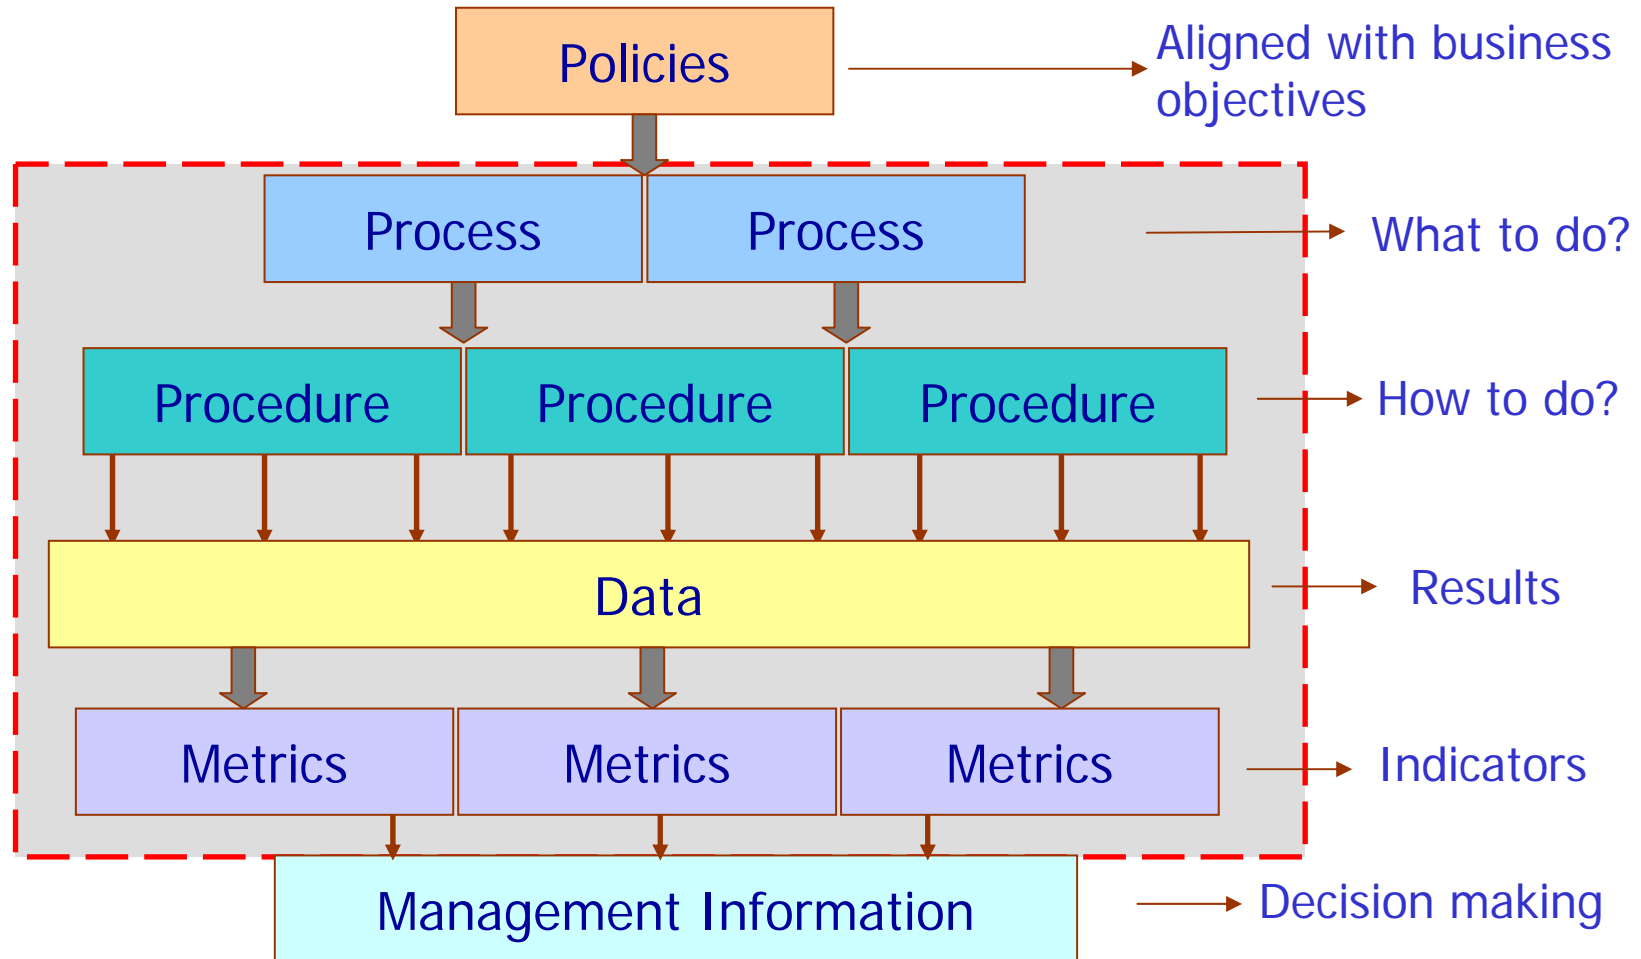 Policies
Aligned with business
objectives
Process
Process
What to do?
Procedure
Procedure
Procedure
How to do?
Data
Results
Metrics
Metrics
Metrics
Indicators
Management Information
Decision making